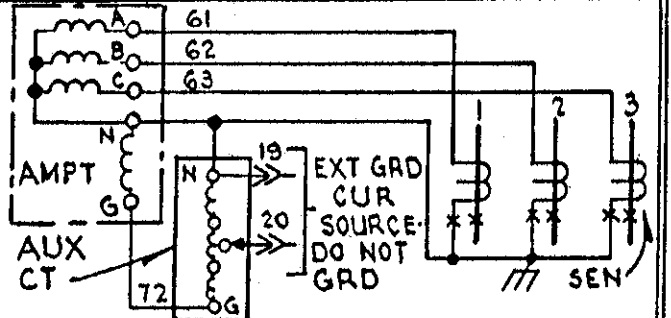 A 61
B 62
C 63
1 2 3
N
AMPT
N 19
EXT GRD
CUR
SOURCE-
DO NOT
GRD
20
G
AUX
CT
72
G
SEN